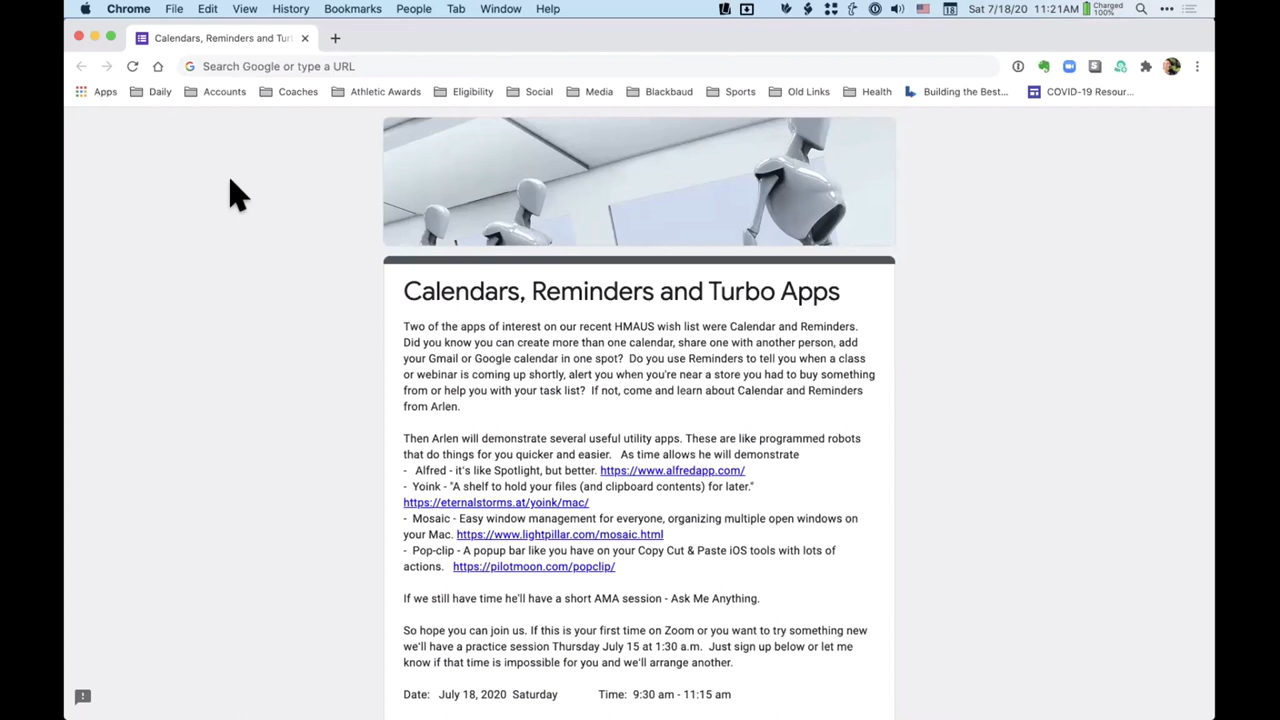 Chrome File Edit View History Bookmarks People Tab Window Help 18 Sat 7/18/20 11:21AM Charged 100%
Calendars, Reminders and Tur
Search Google or type a URL
Apps Daily Accounts Coaches Athletic Awards Eligibility Social Media Blackbaud Sports Old Links Health Building the Best... COVID-19 Resour...
Calendars, Reminders and Turbo Apps
Two of the apps of interest on our recent HMAUS wish list were Calendar and Reminders.
Did you know you can create more than one calendar, share one with another person, add
your Gmail or Google calendar in one spot? Do you use Reminders to tell you when a class
or webinar is coming up shortly, alert you when you're near a store you had to buy something
from or help you with your task list? If not, come and learn about Calendar and Reminders
from Arlen.
Then Arlen will demonstrate several useful utility apps. These are like programmed robots
that do things for you quicker and easier. As time allows he will demonstrate
- Alfred - it's like Spotlight, but better. https://www.alfredapp.com/
- Yoink - "A shelf to hold your files (and clipboard contents) for later."
https://eternalstorms.at/yoink/mac/
- Mosaic - Easy window management for everyone, organizing multiple open windows on
your Mac. https://www.lightpillar.com/mosaic.html
- Pop-clip - A popup bar like you have on your Copy Cut & Paste iOS tools with lots of
actions. https://pilotmoon.com/popclip/
If we still have time he'll have a short AMA session - Ask Me Anything.
So hope you can join us. If this is your first time on Zoom or you want to try something new
we'll have a practice session Thursday July 15 at 1:30 a.m. Just sign up below or let me
know if that time is impossible for you and we'll arrange another.
Date: July 18, 2020 Saturday Time: 9:30 am - 11:15 am